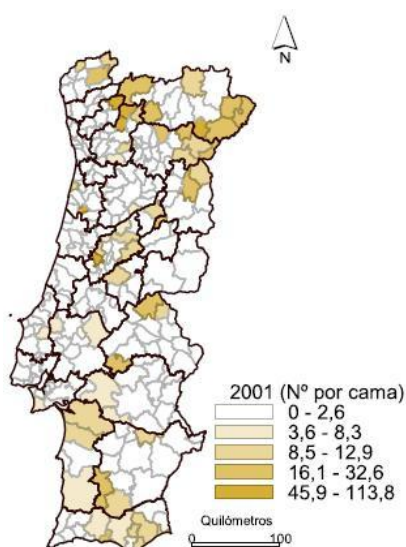 N
2001 (Nº por cama)
0 - 2,6
3,6 - 8,3
8,5 - 12,9
16,1 - 32,6
45,9 - 113,8
Quilómetros
0 100